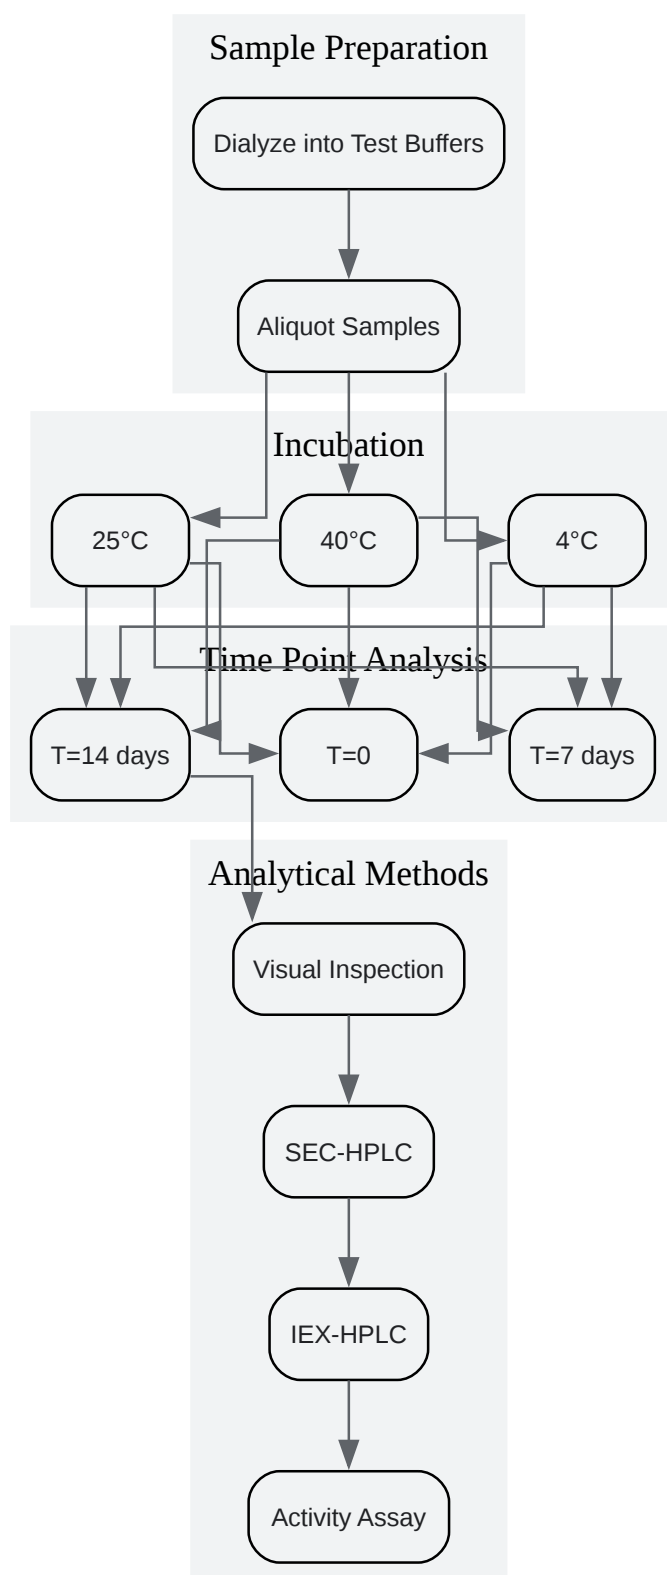 Sample Preparation
Dialyze into Test Buffers
Aliquot Samples
Incubation
25°C
40°C
4°C
Time Point Analysis
T=14 days
T=0
T=7 days
Analytical Methods
Visual Inspection
SEC-HPLC
IEX-HPLC
Activity Assay